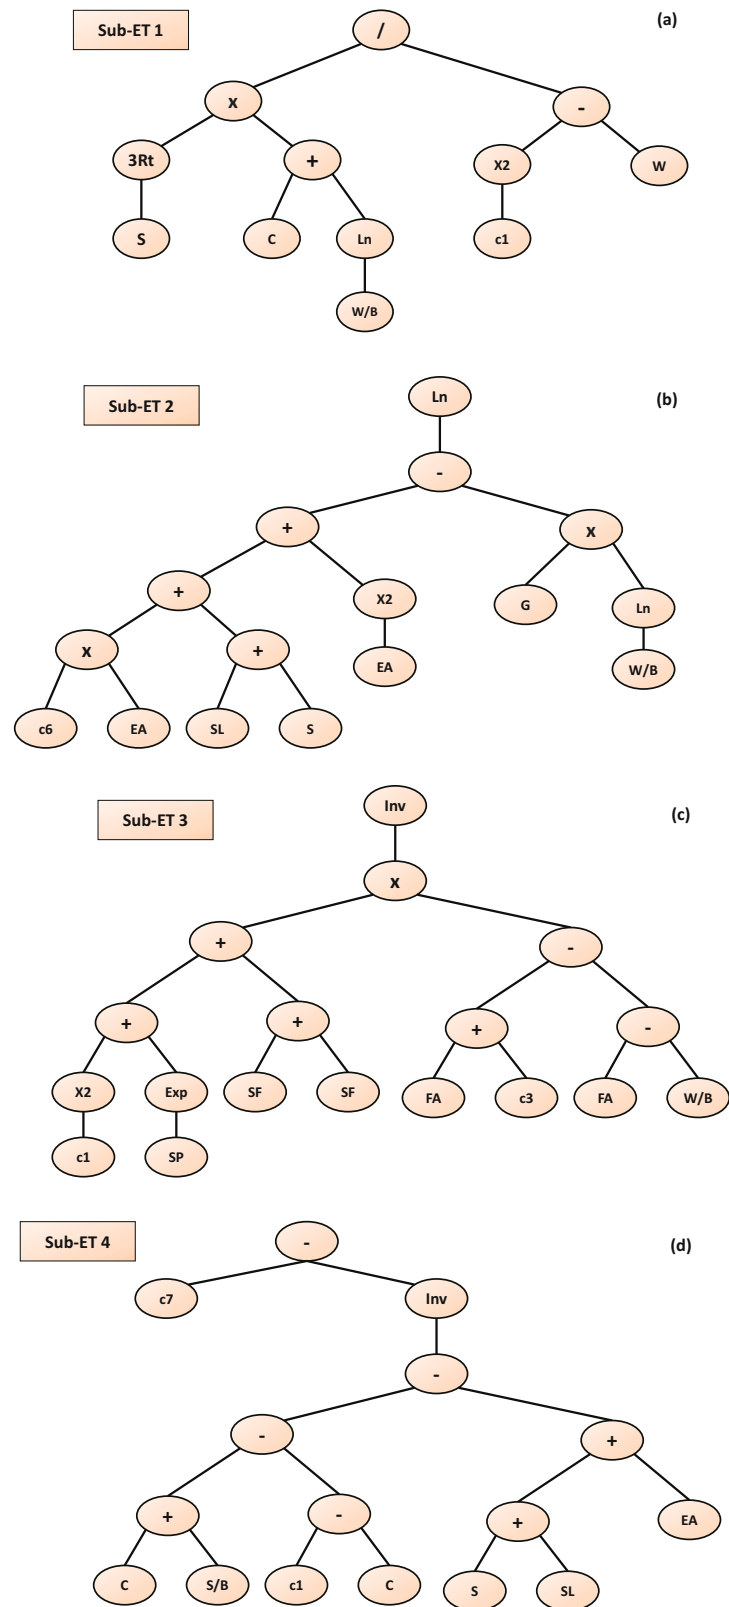 Sub-ET 1
/
(a)
x
-
3Rt
+
X2
W
S
C
Ln
c1
W/B
Sub-ET 2
Ln
(b)
-
+
x
+
X2
G
Ln
x
+
EA
W/B
c6
EA
SL
S
Sub-ET 3
Inv
(c)
x
+
-
+
+
+
-
X2
Exp
SF
SF
FA
c3
FA
W/B
c1
SP
Sub-ET 4
-
(d)
c7
Inv
-
-
+
+
-
+
EA
C
S/B
c1
C
S
SL